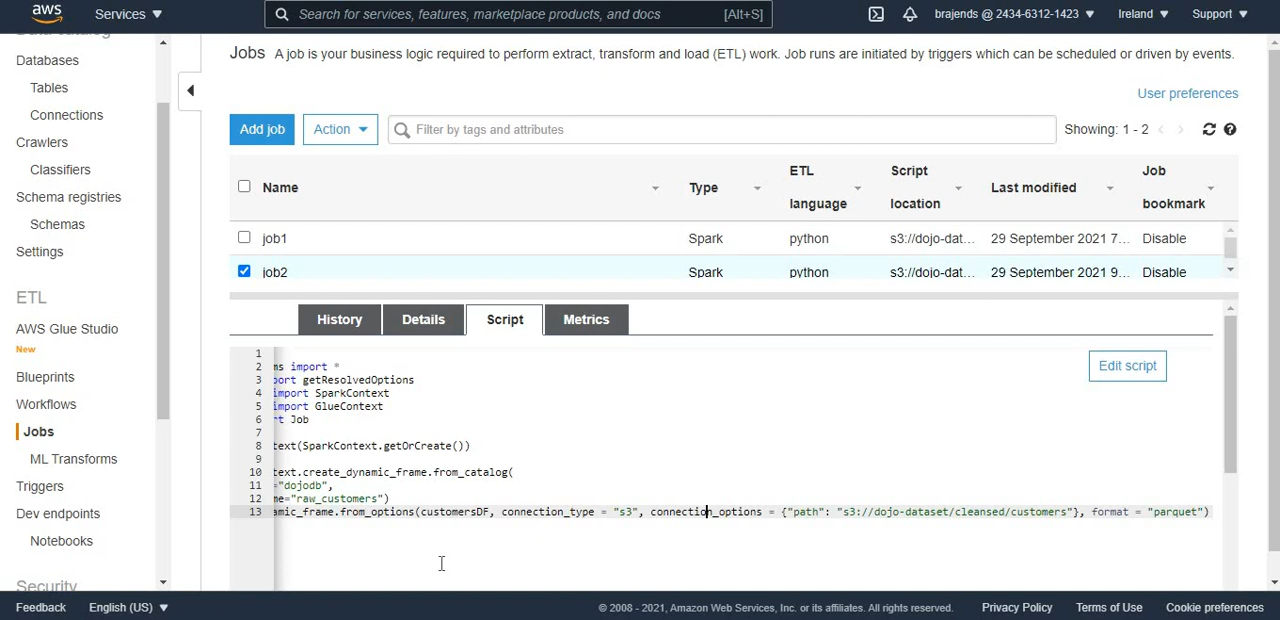 aws
Services
Search for services, features, marketplace products, and docs [Alt+S]
brajends @ 2434-6312-1423
Ireland
Support
Data catalog
Databases
Tables
Connections
Crawlers
Classifiers
Schema registries
Schemas
Settings
ETL
AWS Glue Studio
New
Blueprints
Workflows
Jobs
ML Transforms
Triggers
Dev endpoints
Notebooks
Security
Jobs A job is your business logic required to perform extract, transform and load (ETL) work. Job runs are initiated by triggers which can be scheduled or driven by events.
User preferences
Add job
Action
Filter by tags and attributes
Showing: 1 - 2
Name
Type
ETL language
Script location
Last modified
Job bookmark
job1 Spark python s3://dojo-dat... 29 September 2021 7... Disable
job2 Spark python s3://dojo-dat... 29 September 2021 9... Disable
History
Details
Script
Metrics
Edit script
1
2 ms import *
3 port getResolvedOptions
4 import SparkContext
5 import GlueContext
6 rt Job
7
8 text(SparkContext.getOrCreate())
9
10 text.create_dynamic_frame.from_catalog(
11 ="dojodb",
12 me="raw_customers")
13 amic_frame.from_options(customersDF, connection_type = "s3", connection_options = {"path": "s3://dojo-dataset/cleansed/customers"}, format = "parquet")
Feedback
English (US)
© 2008 - 2021, Amazon Web Services, Inc. or its affiliates. All rights reserved.
Privacy Policy
Terms of Use
Cookie preferences